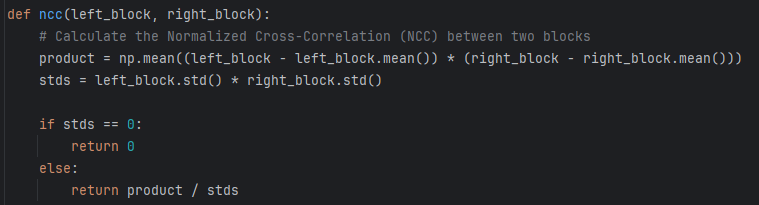 def ncc(left_block, right_block):
    # Calculate the Normalized Cross-Correlation (NCC) between two blocks
    product = np.mean((left_block - left_block.mean()) * (right_block - right_block.mean()))
    stds = left_block.std() * right_block.std()

    if stds == 0:
        return 0
    else:
        return product / stds